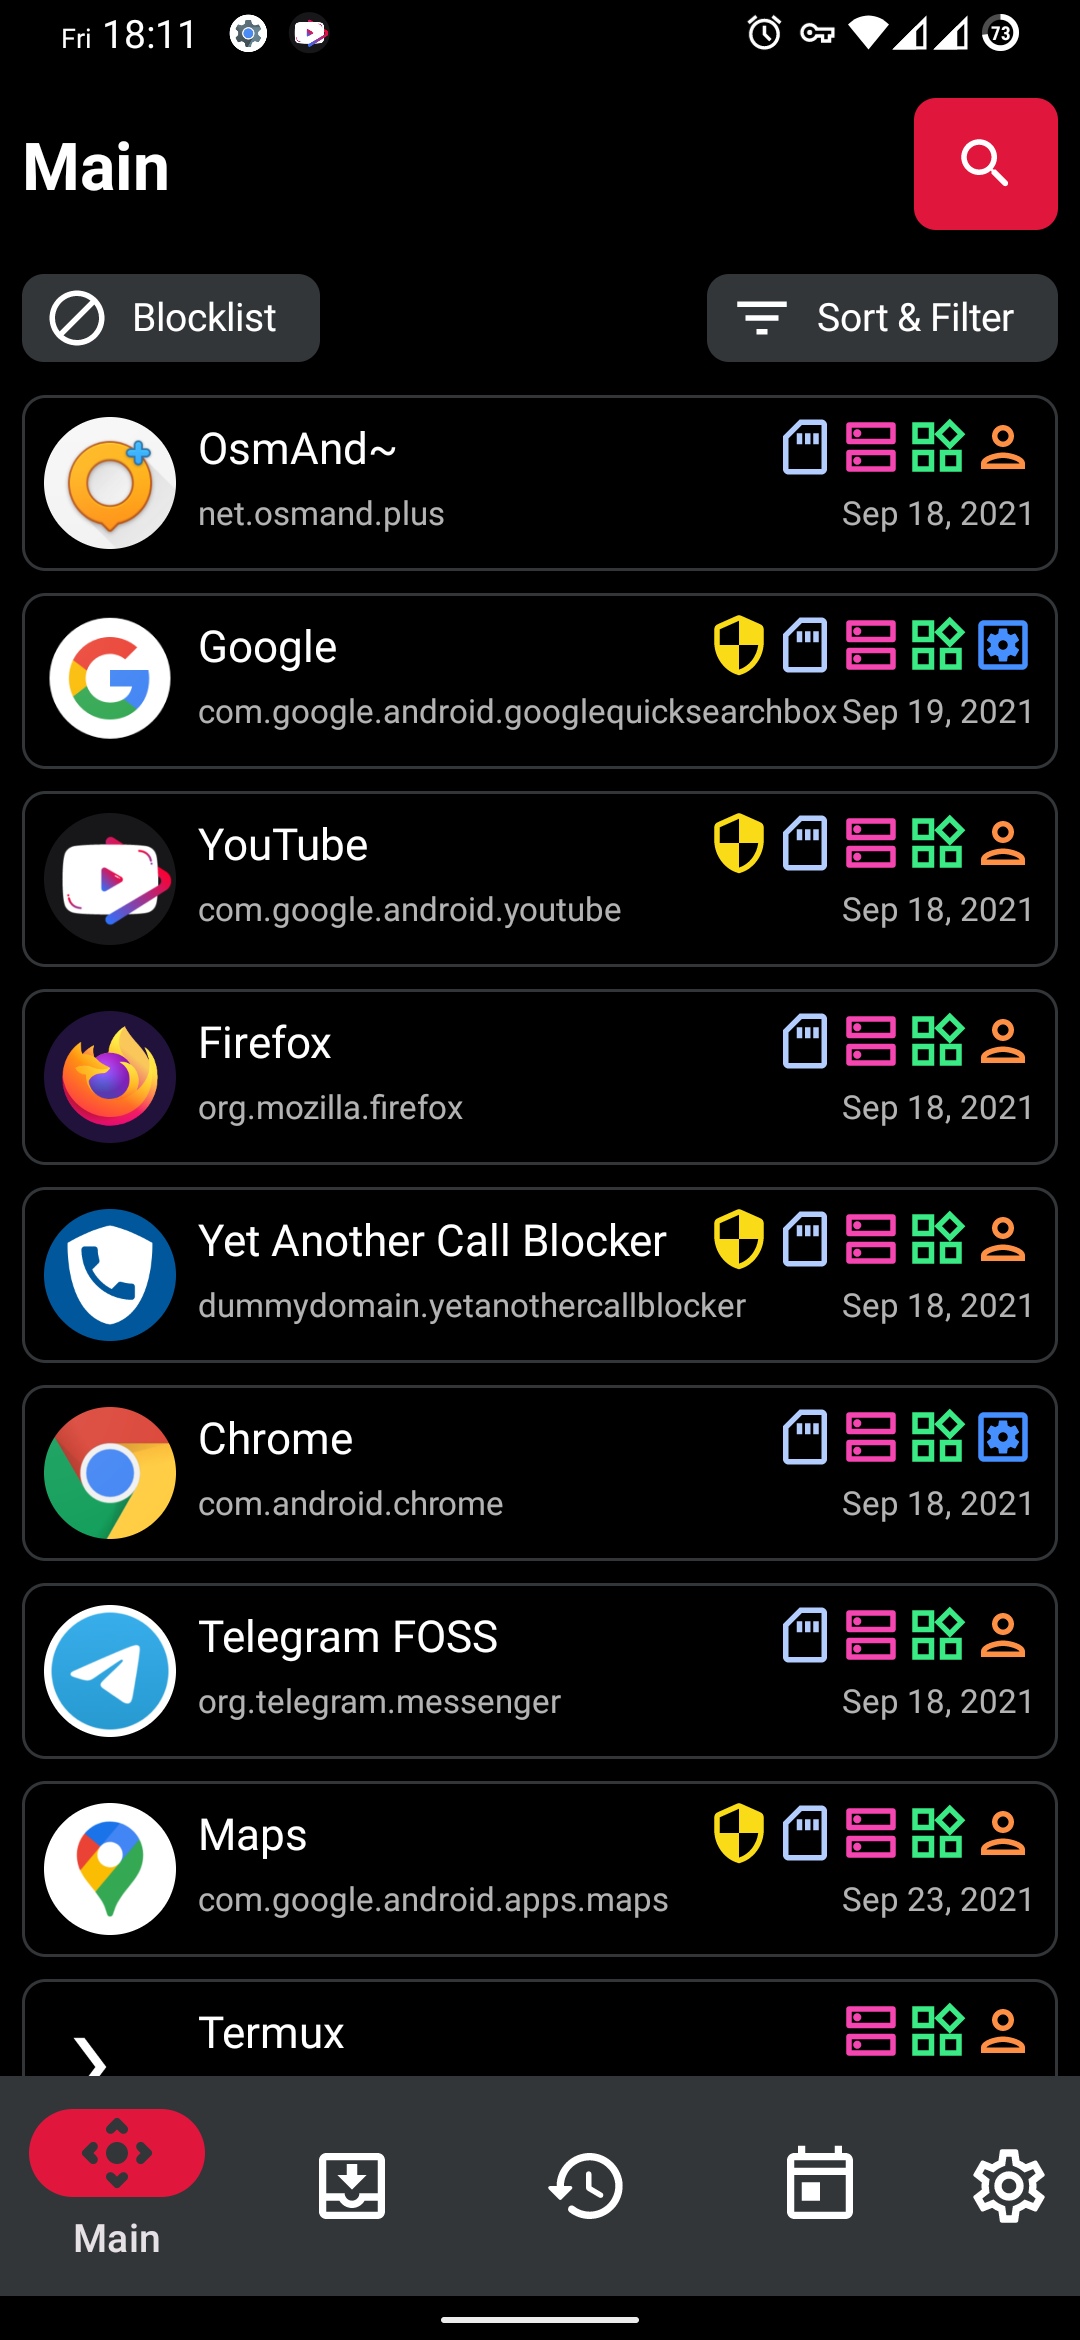 Fri 18:11
73
Main
Blocklist
Sort & Filter
OsmAnd~
net.osmand.plus
Sep 18, 2021
Google
com.google.android.googlequicksearchbox
Sep 19, 2021
YouTube
com.google.android.youtube
Sep 18, 2021
Firefox
org.mozilla.firefox
Sep 18, 2021
Yet Another Call Blocker
dummydomain.yetanothercallblocker
Sep 18, 2021
Chrome
com.android.chrome
Sep 18, 2021
Telegram FOSS
org.telegram.messenger
Sep 18, 2021
Maps
com.google.android.apps.maps
Sep 23, 2021
Termux
Main